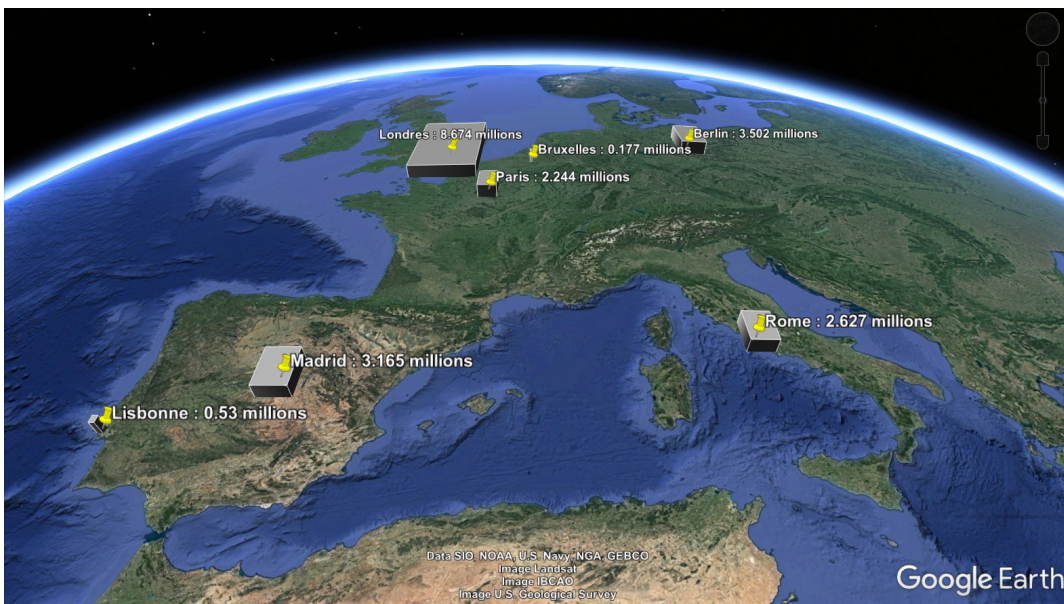 Londres : 8.674 millions
Berlin : 3.502 millions
Bruxelles : 0.177 millions
Paris : 2.244 millions
Rome : 2.627 millions
Madrid : 3.165 millions
Lisbonne : 0.53 millions
Data SIO, NOAA, U.S. Navy, NGA, GEBCO
Image Landsat
Image IBCAO
Image U.S. Geological Survey
Google Earth